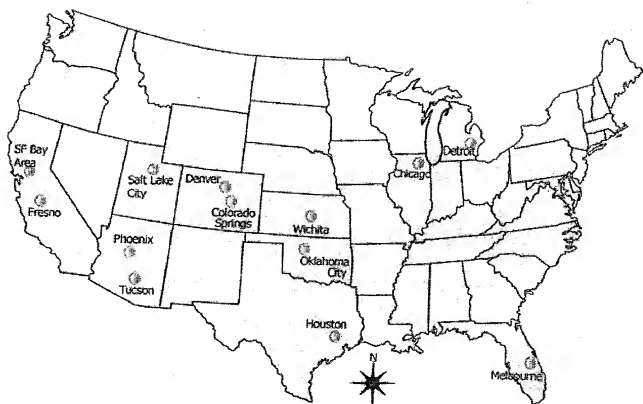 Detroit
Chicago
SF Bay
Area
Salt Lake
City
Denver
Colorado
Springs
Fresno
Wichita
Phoenix
Oklahoma
City
Tucson
Houston
N
Melbourne